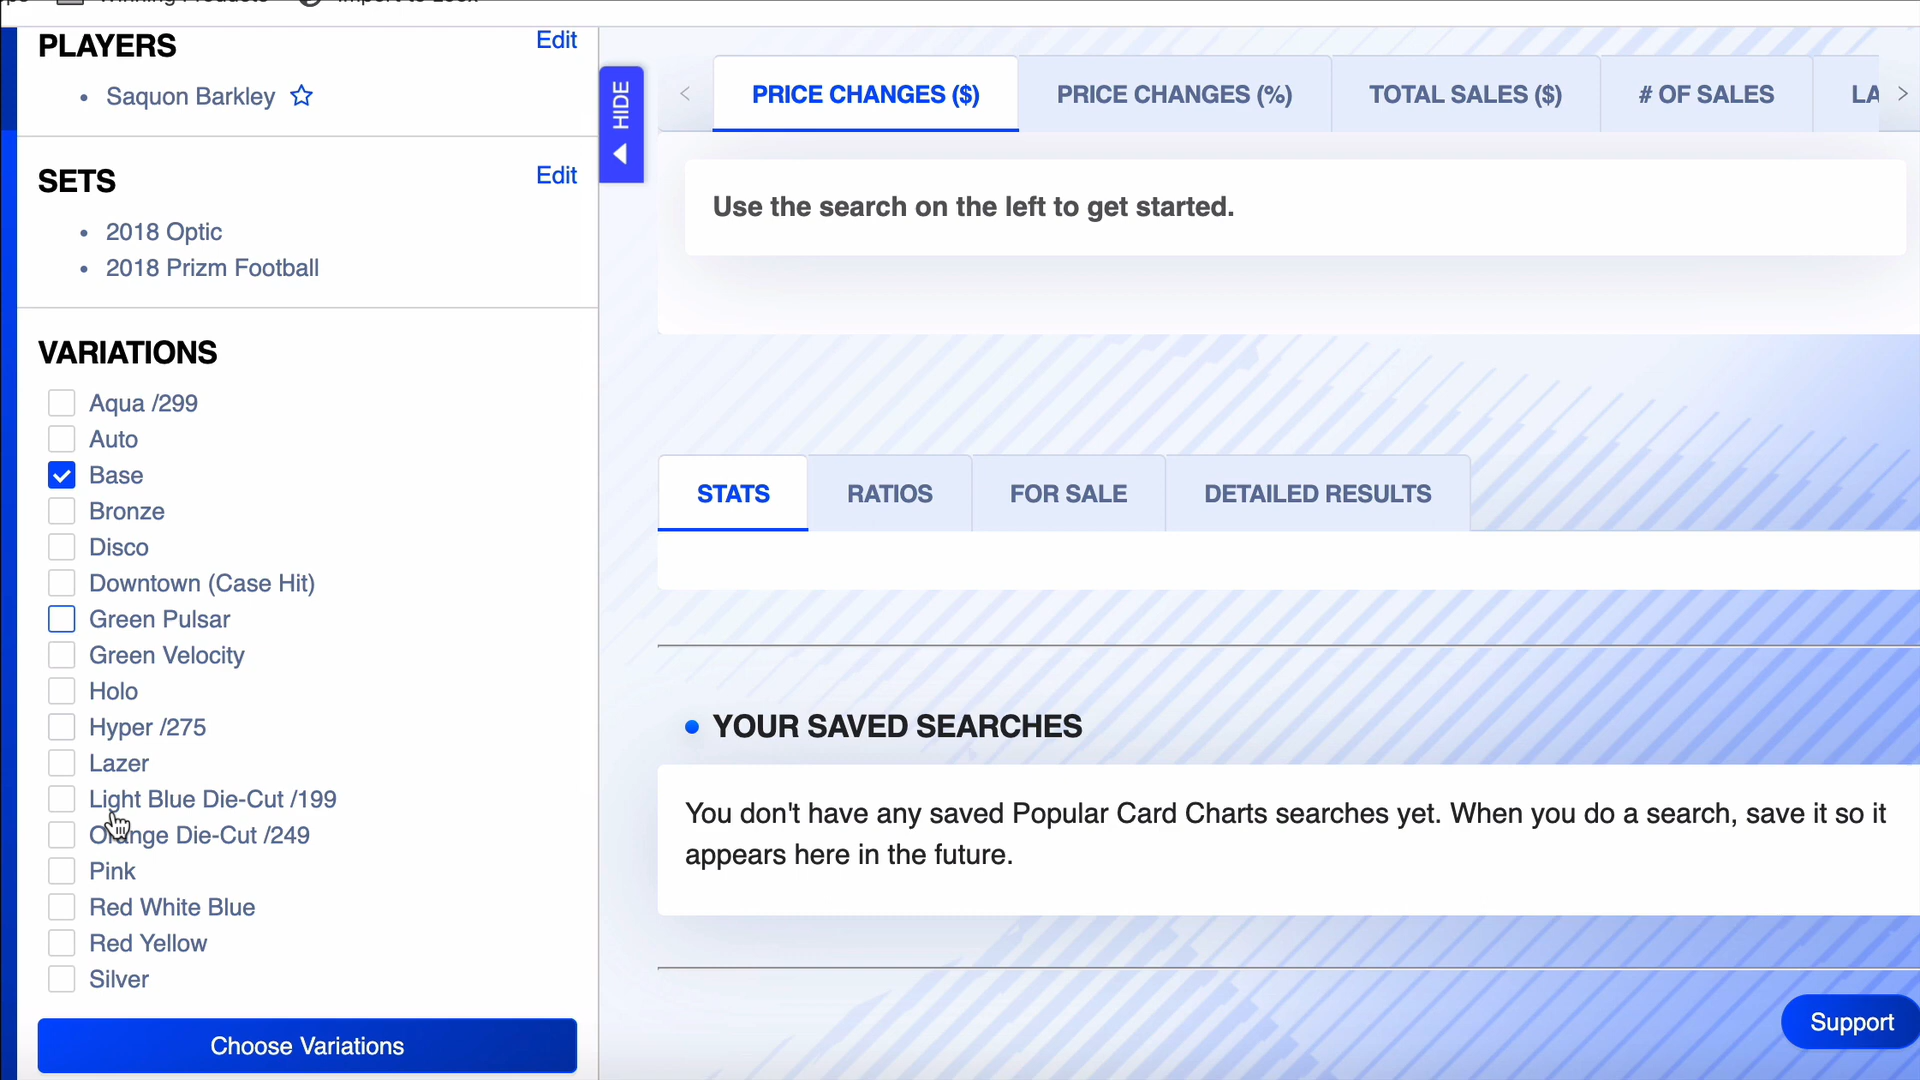 PLAYERS
Edit
Saquon Barkley
SETS
Edit
2018 Optic
2018 Prizm Football
VARIATIONS
Aqua /299
Auto
Base
Bronze
Disco
Downtown (Case Hit)
Green Pulsar
Green Velocity
Holo
Hyper /275
Lazer
Light Blue Die-Cut /199
Orange Die-Cut /249
Pink
Red White Blue
Red Yellow
Silver
Choose Variations
HIDE
PRICE CHANGES ($)
PRICE CHANGES (%)
TOTAL SALES ($)
# OF SALES
LA
Use the search on the left to get started.
STATS
RATIOS
FOR SALE
DETAILED RESULTS
YOUR SAVED SEARCHES
You don't have any saved Popular Card Charts searches yet. When you do a search, save it so it
appears here in the future.
Support